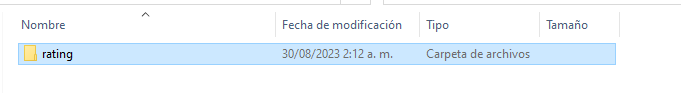 Nombre Fecha de modificación Tipo Tamaño
rating 30/08/2023 2:12 a. m. Carpeta de archivos